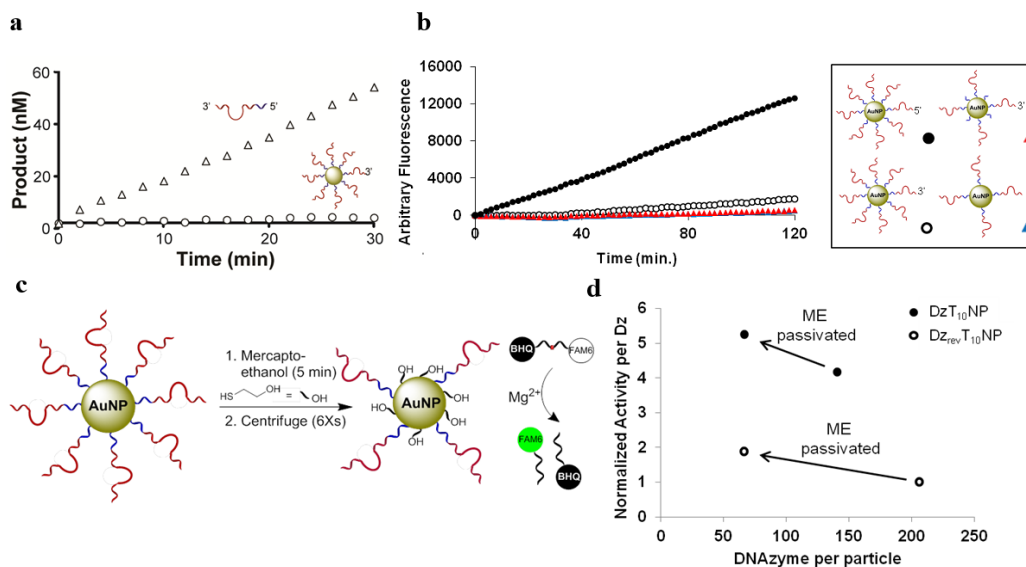 a
Product (nM)
60
40
20
0
0
10
20
30
Time (min)
3'
5'
3'
b
Arbitrary Fluorescence
16000
12000
8000
4000
0
0
40
80
120
Time (min.)
AuNP
5'
AuNP
3'
AuNP
3'
AuNP
c
AuNP
1. Mercapto-
ethanol (5 min)
HS
OH
=
OH
2. Centrifuge (6Xs)
AuNP
OH
OH
OH
HO
OH
HO
OH
OH
BHQ
FAM6
Mg2+
FAM6
BHQ
d
Normalized Activity per Dz
6
5
4
3
2
1
0
0
50
100
150
200
250
DNAzyme per particle
ME
passivated
ME
passivated
DzT10NP
DzrevT10NP